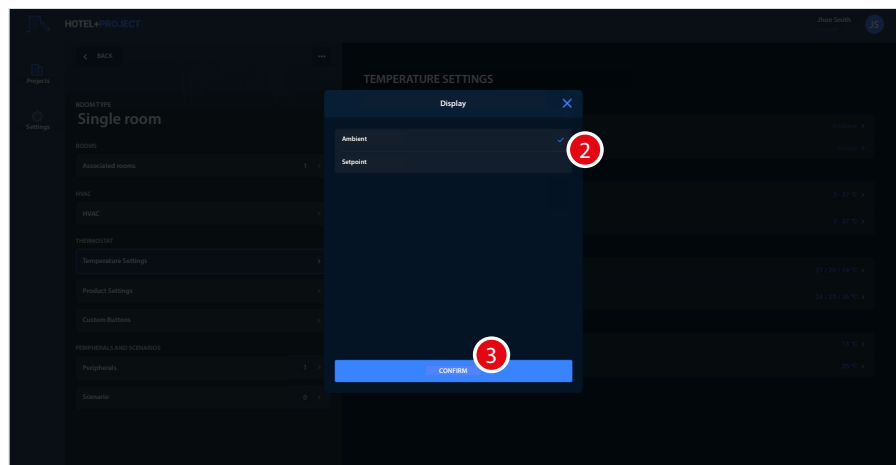 HOTEL+PROJECT
Jhon Smith
JS
BACK
Projects
Settings
ROOM TYPE
Single room
ROOMS
Associated rooms 1
HVAC
HVAC
THERMOSTAT
Temperature Settings
Product Settings
Custom Buttons
PERIPHERALS AND SCENARIOS
Peripherals 1
Scenario 0
TEMPERATURE SETTINGS
Display
Ambient
2
Setpoint
3
CONFIRM